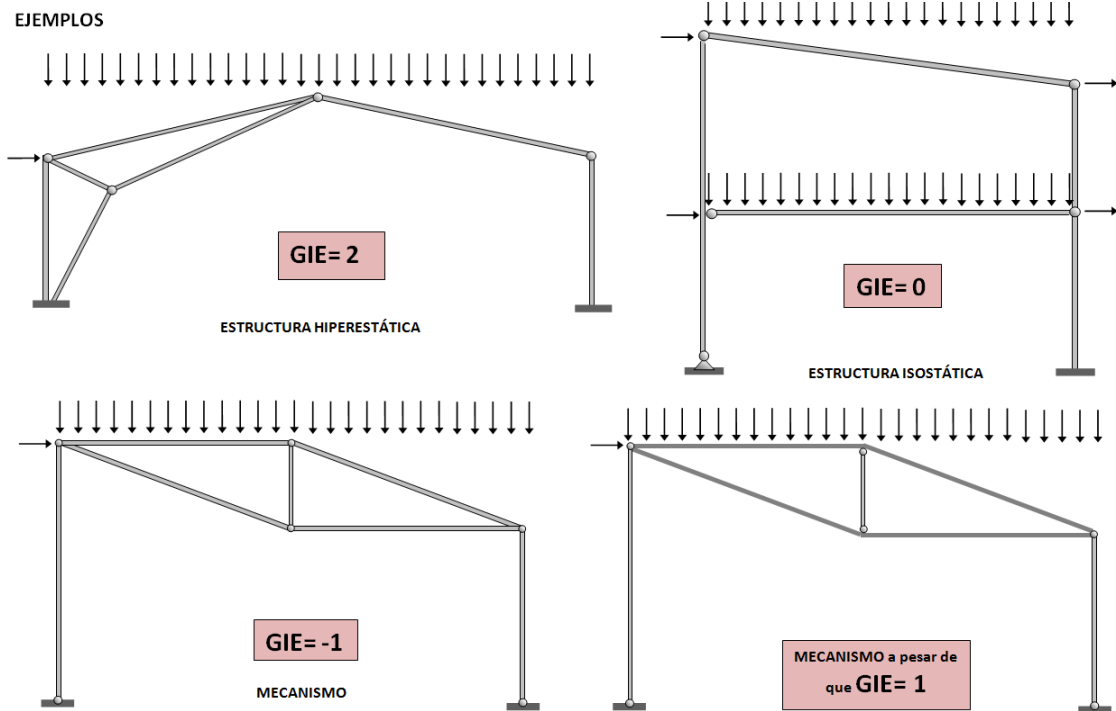 EJEMPLOS
GIE= 2
ESTRUCTURA HIPERESTÁTICA
GIE= 0
ESTRUCTURA ISOSTÁTICA
GIE= -1
MECANISMO
MECANISMO a pesar de
que GIE= 1